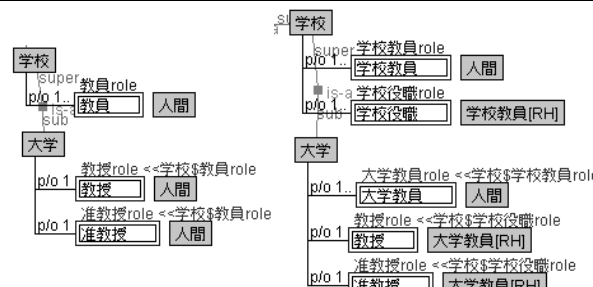 学校
super
教員role
p/o 1..
教員
人間
is-a
sub
大学
教授role <<学校$教員role
p/o 1
教授
人間
准教授role <<学校$教員role
p/o 1
准教授
人間
学校
super
学校教員role
p/o 1..
学校教員
人間
is-a
学校役職role
p/o 1..
学校役職
学校教員[RH]
sub
大学
大学教員role <<学校$学校教員role
p/o 1..
大学教員
人間
教授role <<学校$学校役職role
p/o 1
教授
大学教員[RH]
准教授role <<学校$学校役職role
p/o 1
准教授
大学教員[RH]